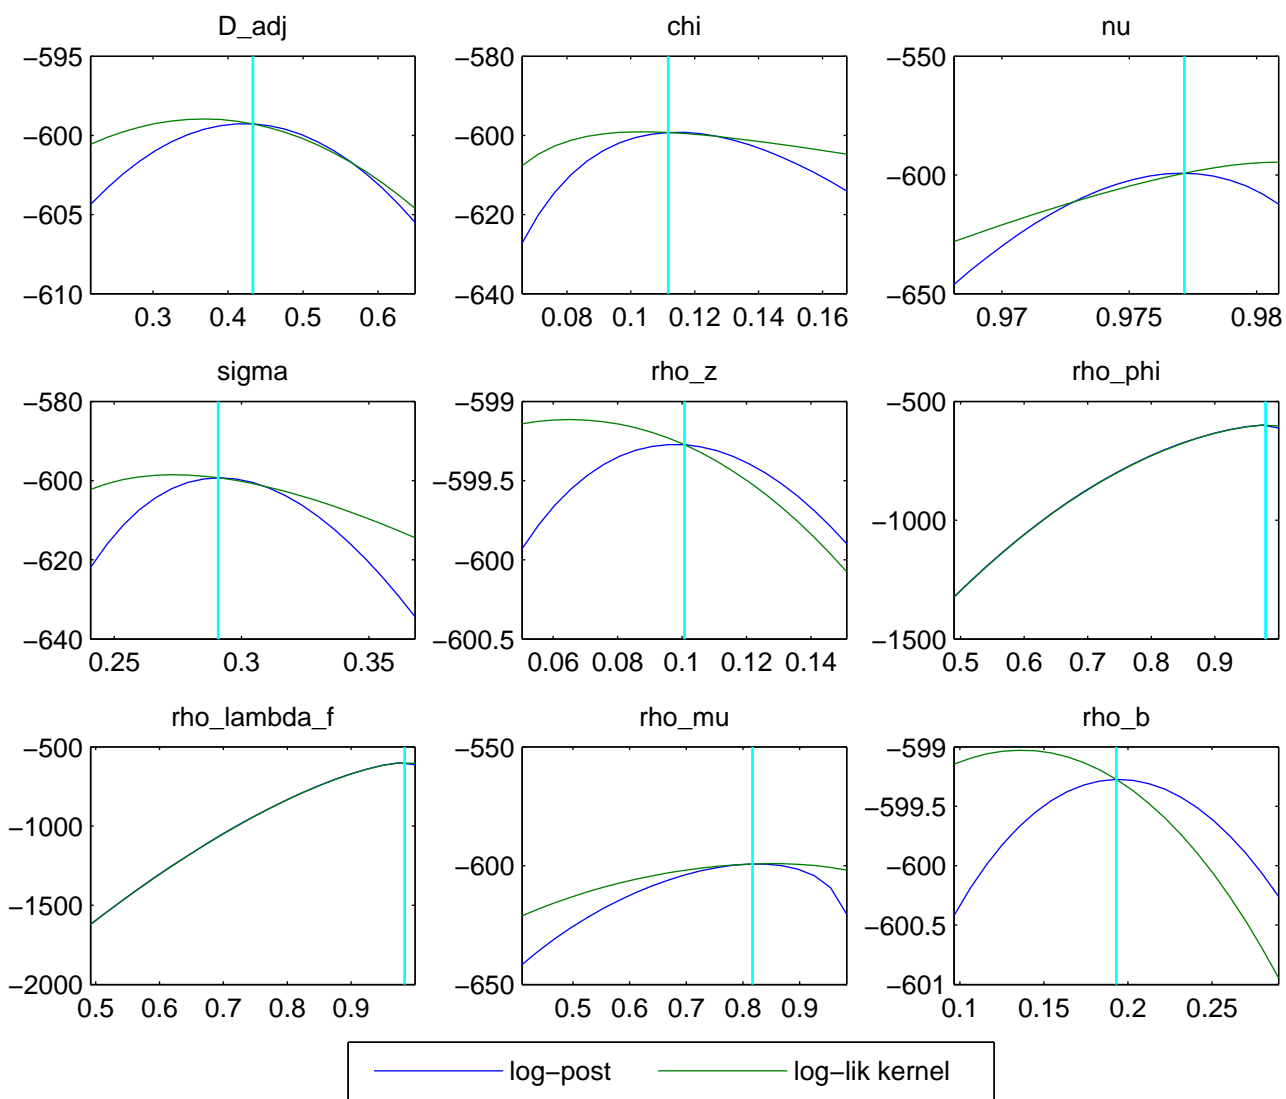 D_adj
chi
nu
−595
−600
−605
−610
0.3 0.4 0.5 0.6
−580
−600
−620
−640
0.08 0.1 0.12 0.14 0.16
−550
−600
−650
0.97 0.975 0.98
sigma
rho_z
rho_phi
−580
−600
−620
−640
0.25 0.3 0.35
−599
−599.5
−600
−600.5
0.06 0.08 0.1 0.12 0.14
−500
−1000
−1500
0.5 0.6 0.7 0.8 0.9
rho_lambda_f
rho_mu
rho_b
−500
−1000
−1500
−2000
0.5 0.6 0.7 0.8 0.9
−550
−600
−650
0.5 0.6 0.7 0.8 0.9
−599
−599.5
−600
−600.5
−601
0.1 0.15 0.2 0.25
log−post log−lik kernel